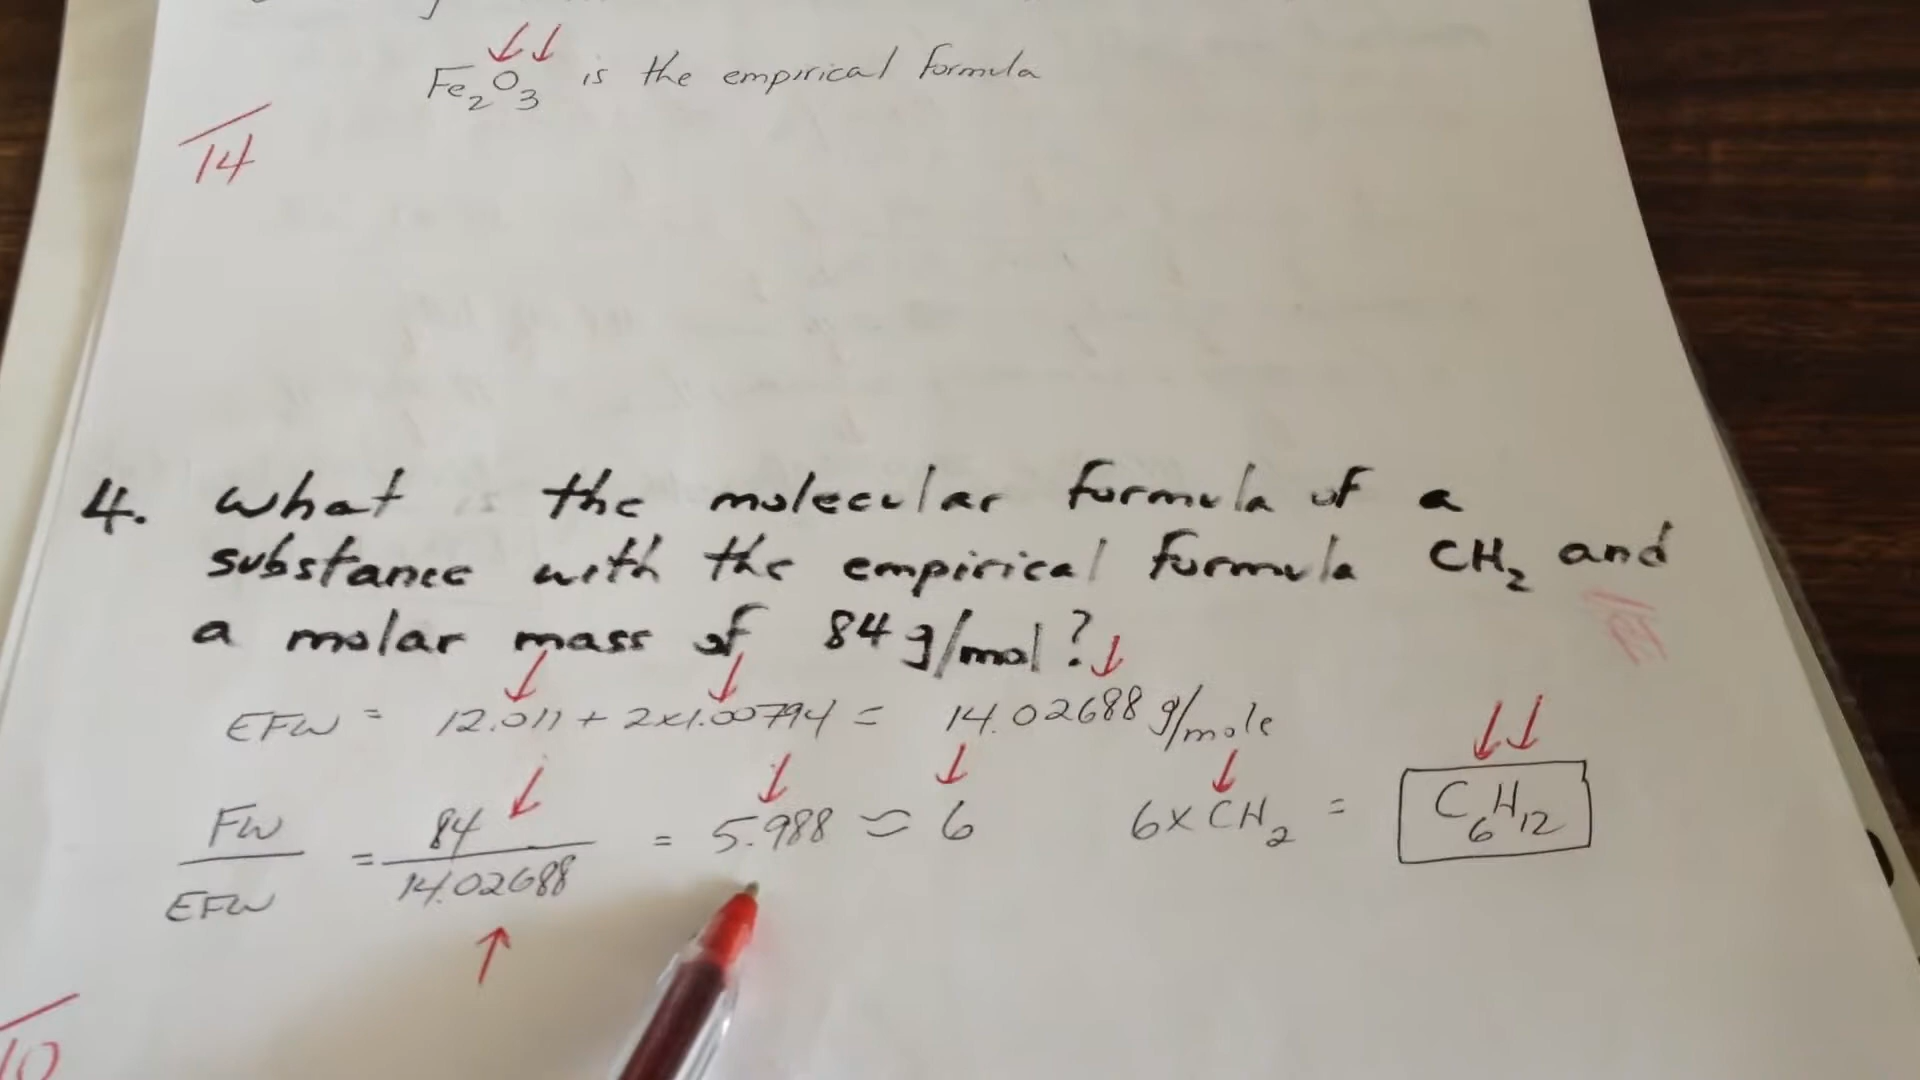 Fe₂O₃ is the empirical formula
14
4. What is the molecular formula of a
substance with the empirical formula CH₂ and
a molar mass of 84 g/mol?
EFW = 12.011 + 2x1.00794 = 14.02688 g/mole
FW/EFW = 84/14.02688 = 5.988 ≈ 6 6xCH₂ = C₆H₁₂
10